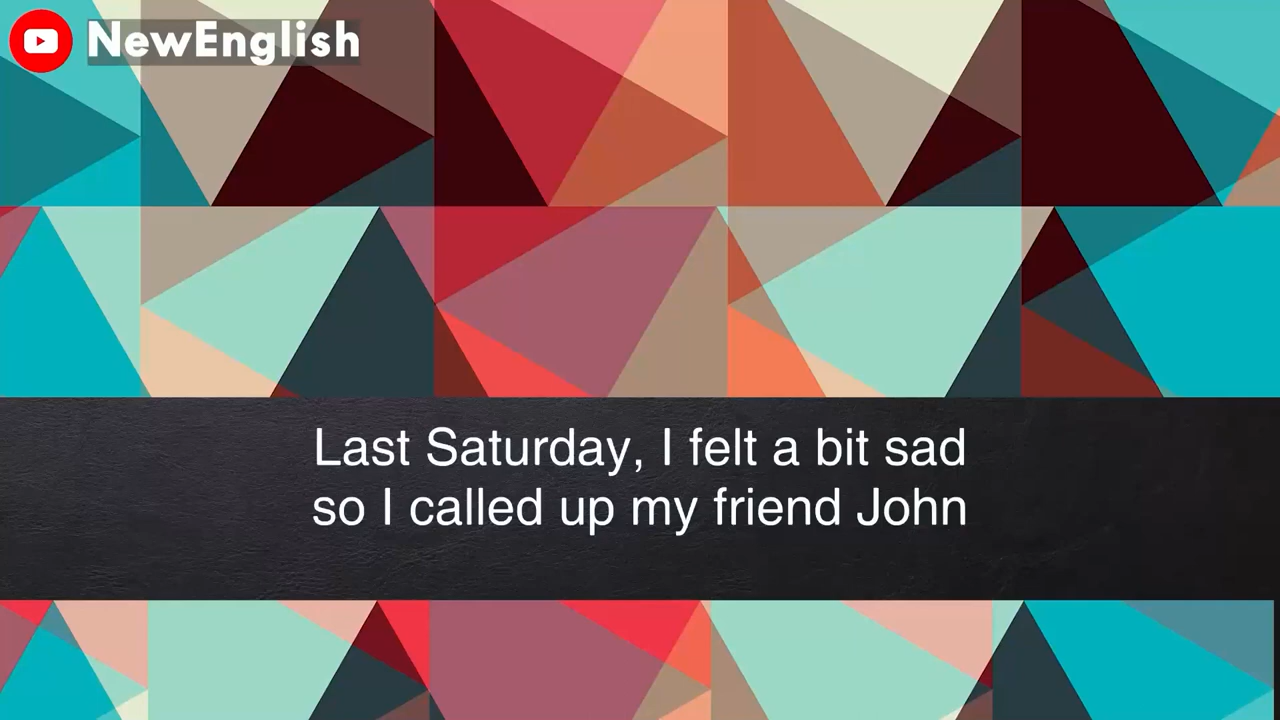 NewEnglish
Last Saturday, I felt a bit sad
so I called up my friend John